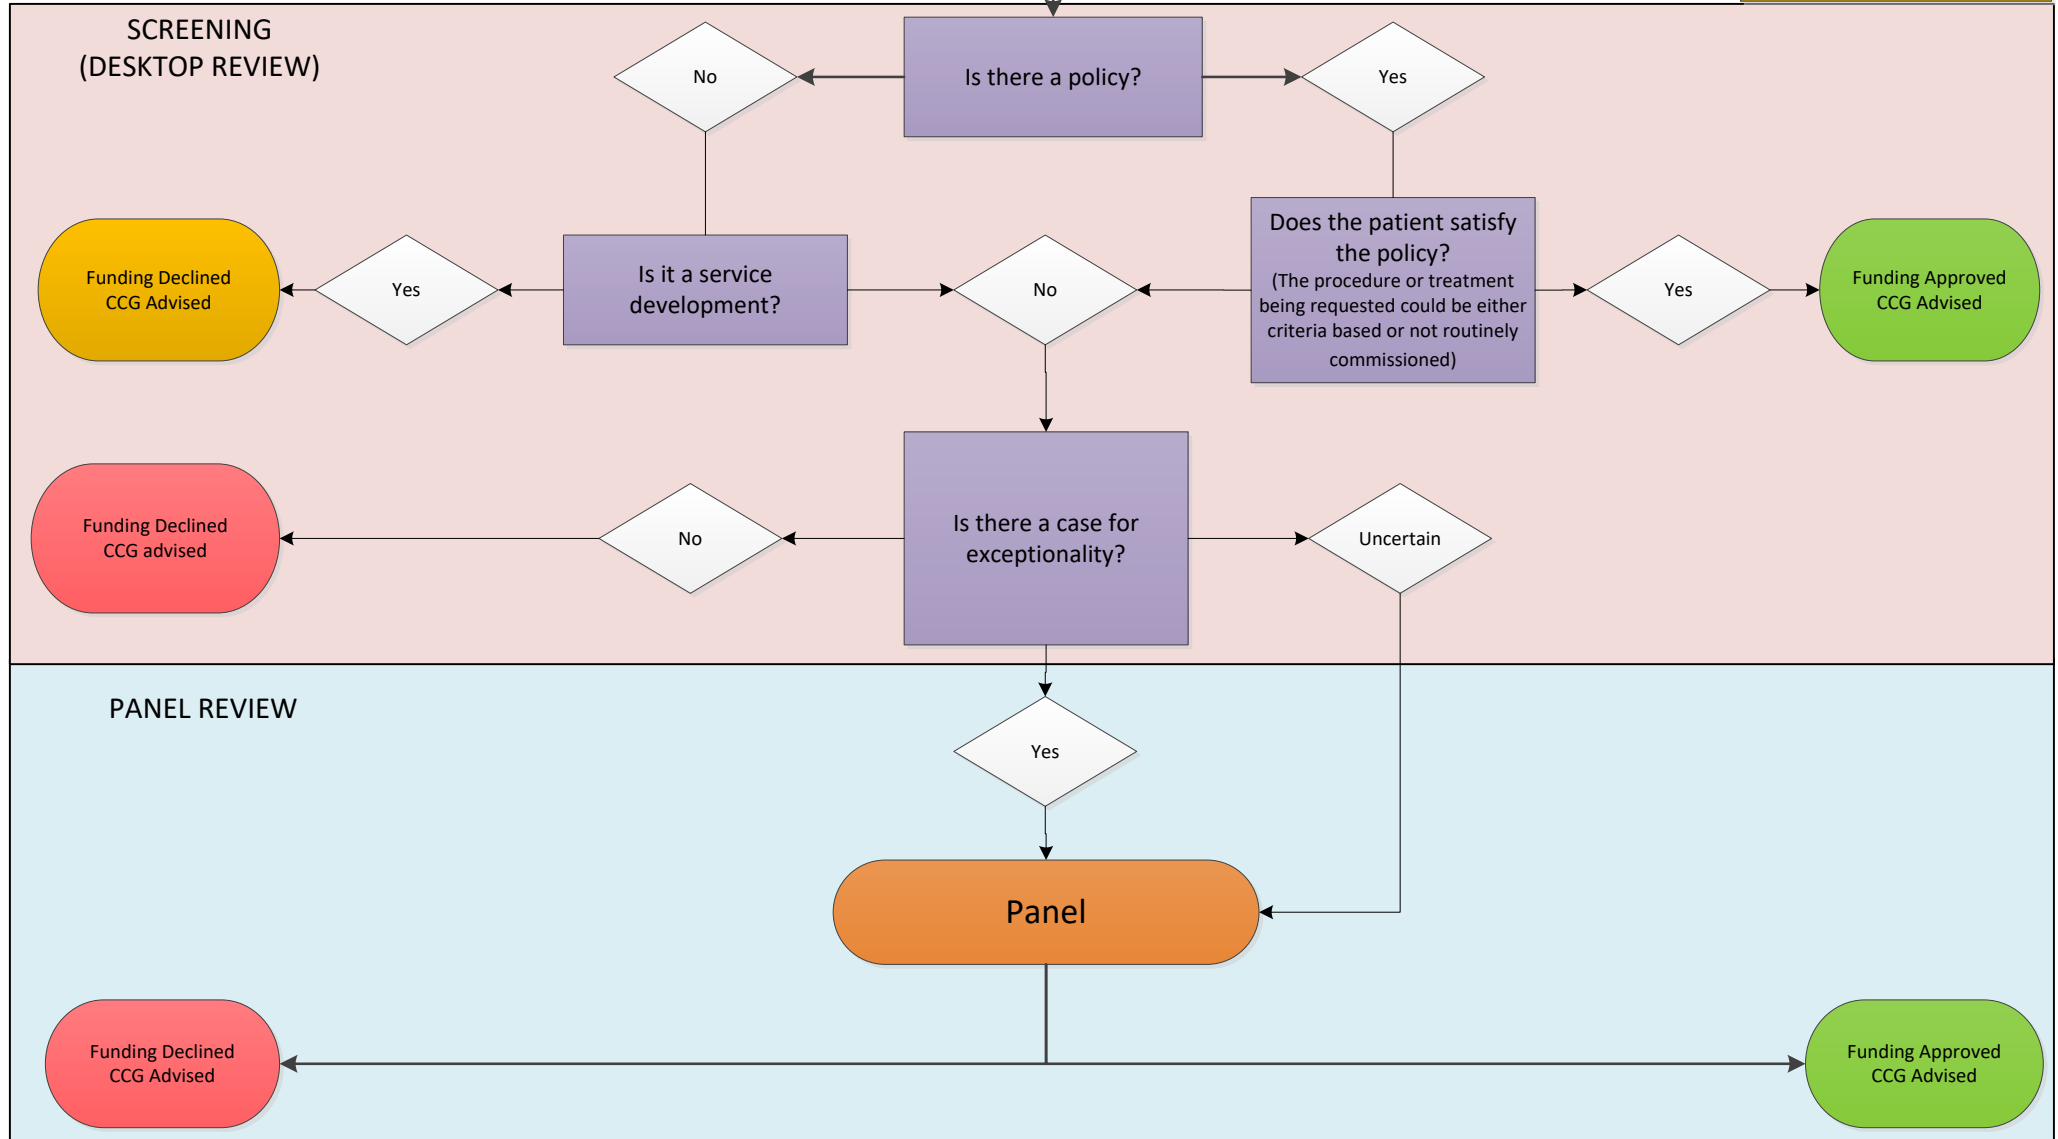 SCREENING
(DESKTOP REVIEW)
No
Is there a policy?
Yes
Funding Declined
CCG Advised
Yes
Is it a service
development?
No
Does the patient satisfy
the policy?
(The procedure or treatment
being requested could be either
criteria based or not routinely
commissioned)
Yes
Funding Approved
CCG Advised
Funding Declined
CCG advised
No
Is there a case for
exceptionality?
Uncertain
PANEL REVIEW
Yes
Panel
Funding Declined
CCG Advised
Funding Approved
CCG Advised